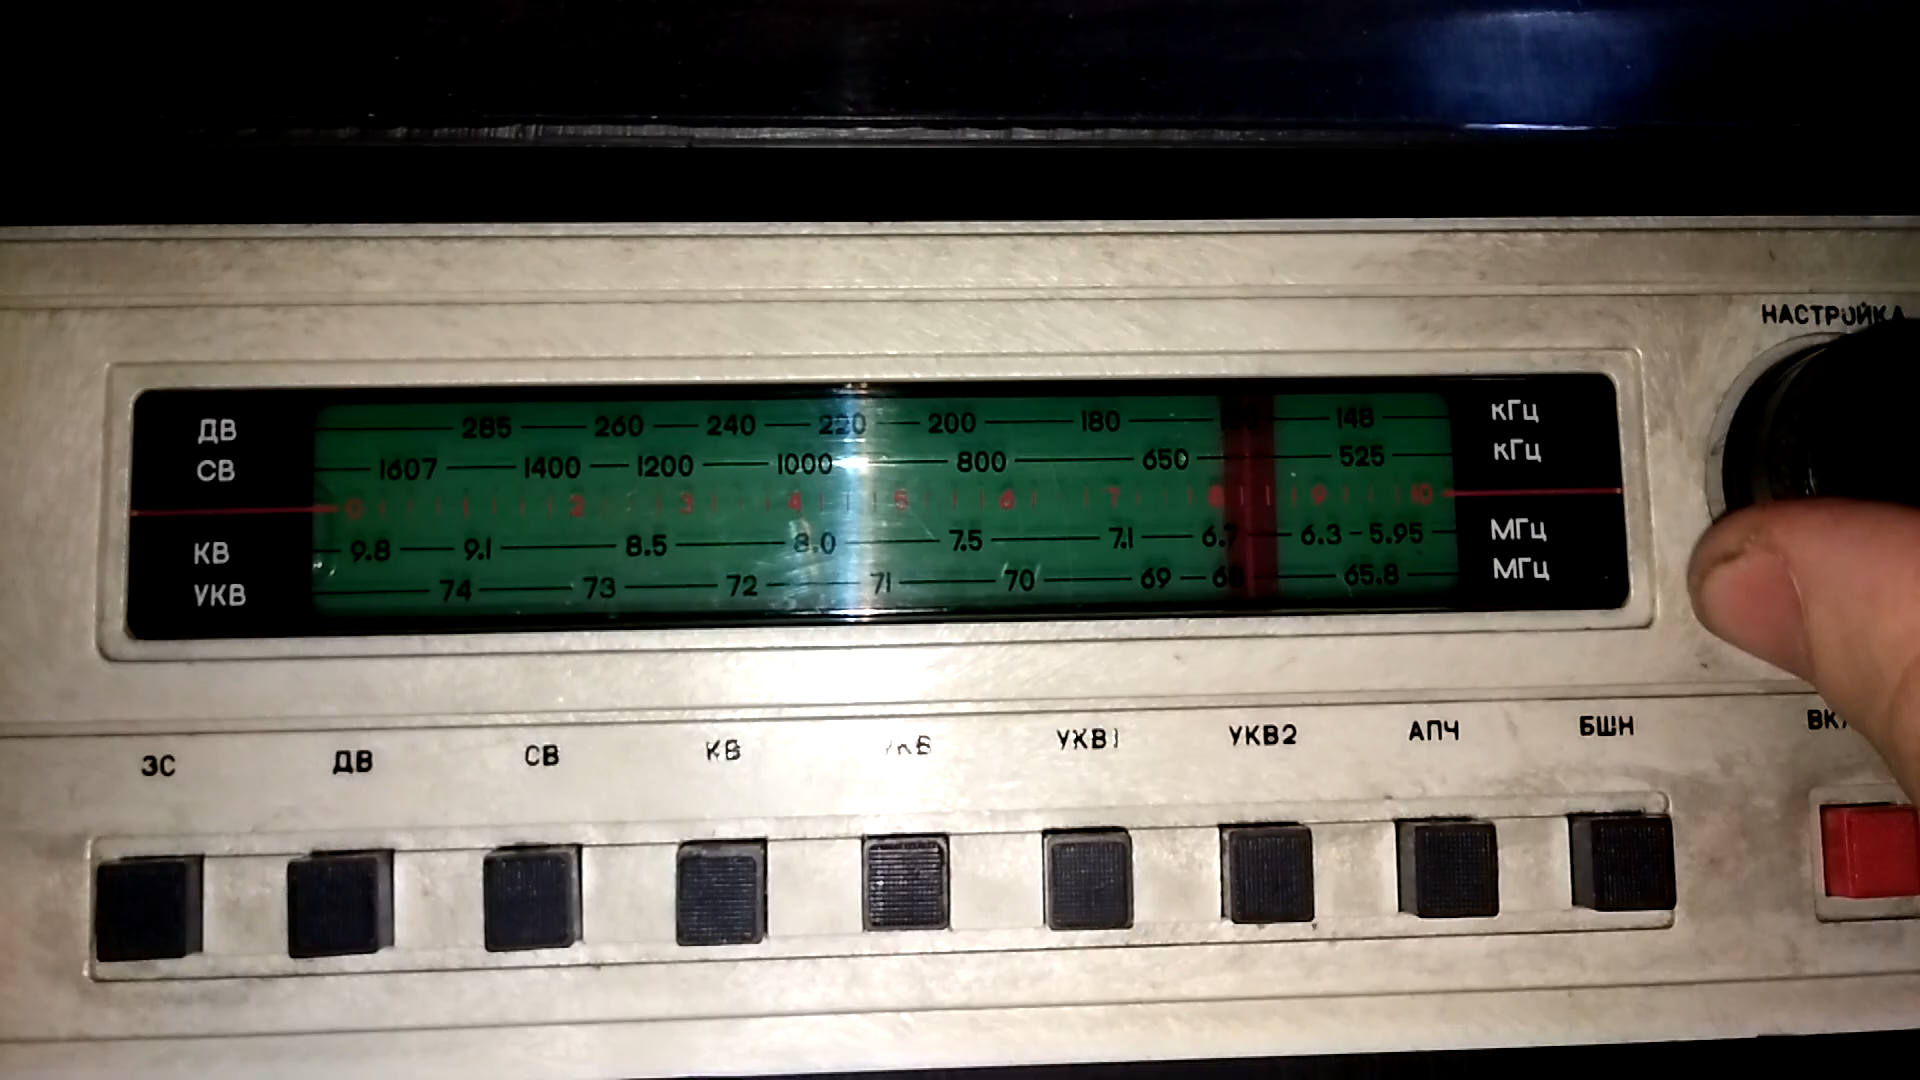 НАСТРОЙКА
ДВ 285 260 240 220 200 180 148 кГц
СВ 1607 1400 1200 1000 800 650 525 кГц
0 1 2 3 4 5 6 7 8 9 10
КВ 9.8 9.1 8.5 8.0 7.5 7.1 6.7 6.3 - 5.95 МГц
УКВ 74 73 72 71 70 69 68 65.8 МГц
ЗС ДВ СВ КВ УКВ УКВ1 УКВ2 АПЧ БШН